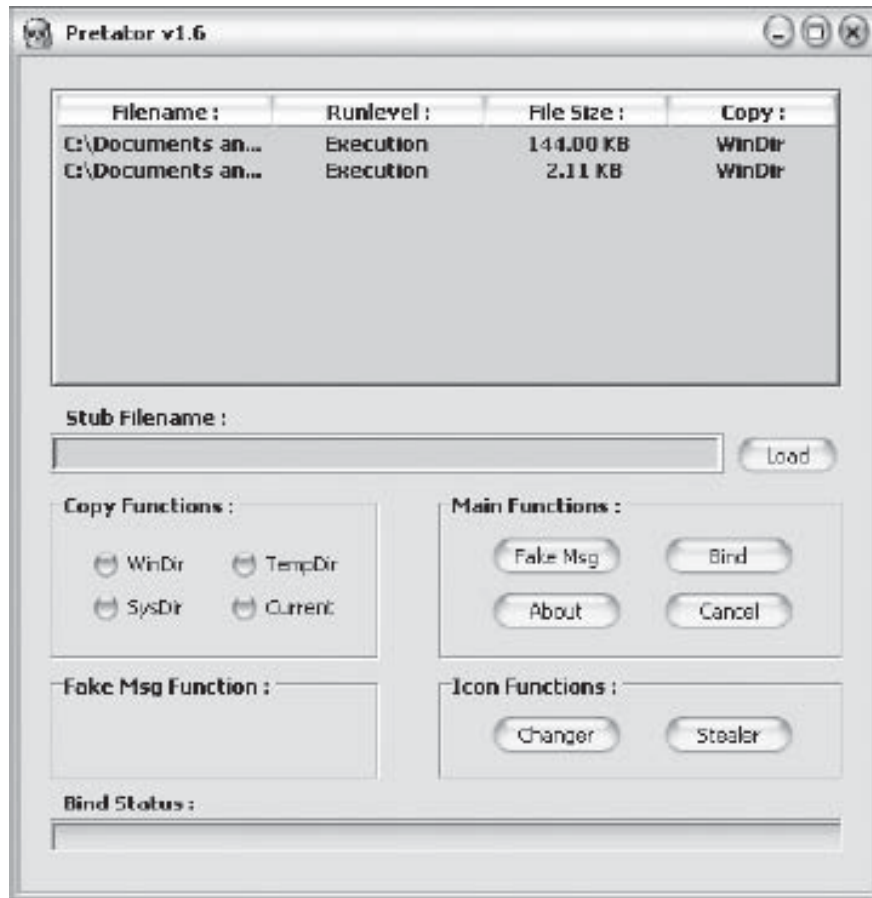 Pretator v1.6
Filename : Runlevel : File Size : Copy :
C:\Documents an... Execution 144.00 KB WinDir
C:\Documents an... Execution 2.11 KB WinDir
Stub Filename :
Load
Copy Functions :
WinDir TempDir
SysDir Current
Main Functions :
Fake Msg Bind
About Cancel
Fake Msg Function :
Icon Functions :
Changer Stealer
Bind Status :